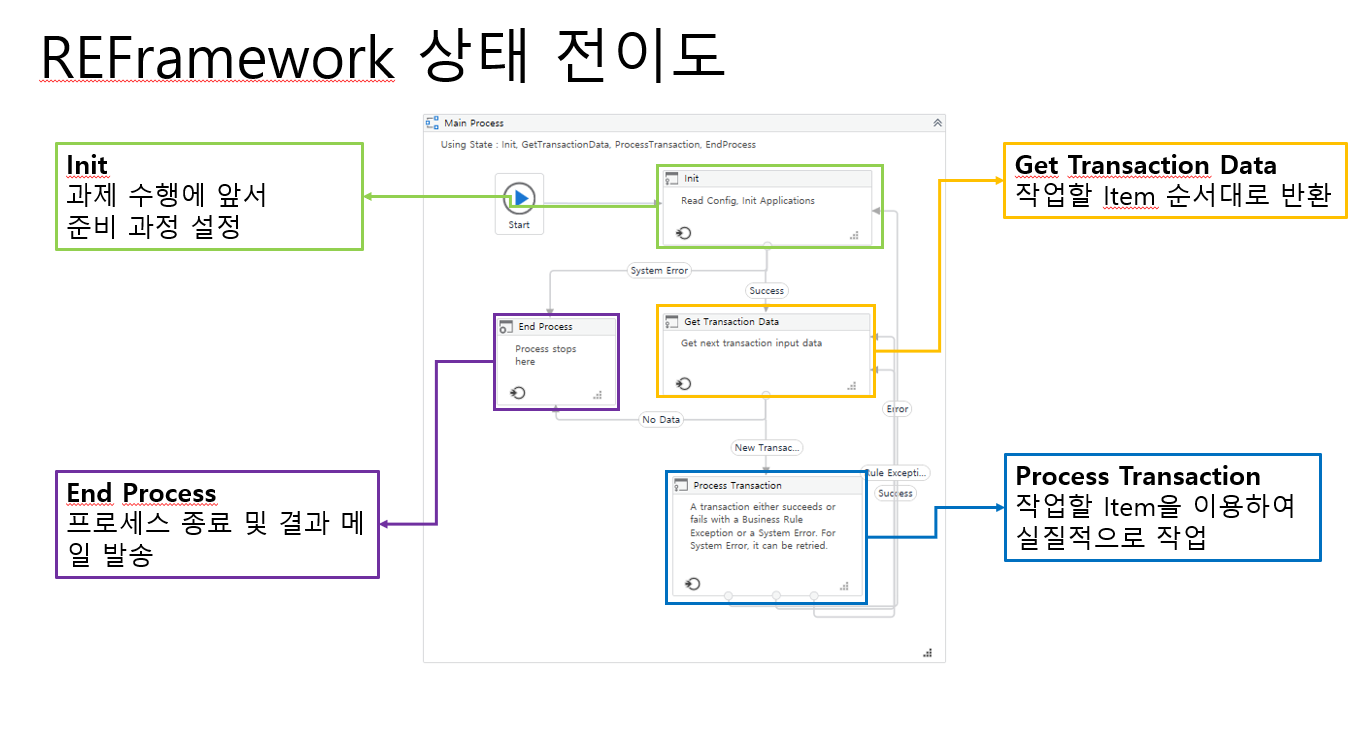 REFramework 상태 전이도
Main Process
Using State : Init, GetTransactionData, ProcessTransaction, EndProcess
Init
과제 수행에 앞서
준비 과정 설정
Start
Init
Read Config, Init Applications
Get Transaction Data
작업할 Item 순서대로 반환
System Error
Success
End Process
Process stops
here
Get Transaction Data
Get next transaction input data
Error
No Data
New Transac...
End Process
프로세스 종료 및 결과 메
일 발송
Rule Excepti...
Success
Process Transaction
A transaction either succeeds or
fails with a Business Rule
Exception or a System Error. For
System Error, it can be retried.
Process Transaction
작업할 Item을 이용하여
실질적으로 작업